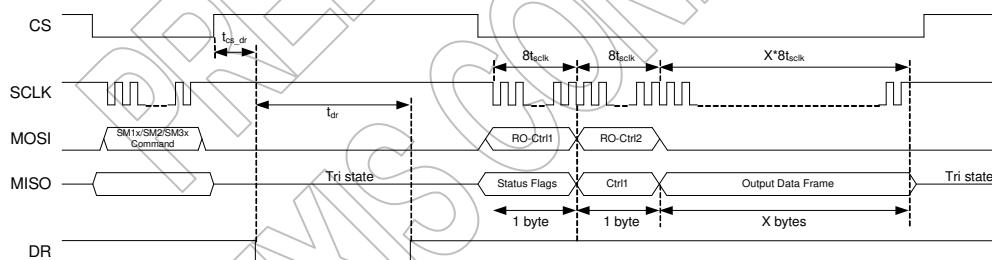 CS
t_cs_dr
8t_sclk
8t_sclk
X*8t_sclk
SCLK
t_dr
MOSI
SM1x/SM2/SM3x
Command
RO-Ctrl1
RO-Ctrl2
MISO
Tri state
Status Flags
Ctrl1
Output Data Frame
Tri state
1 byte
1 byte
X bytes
DR